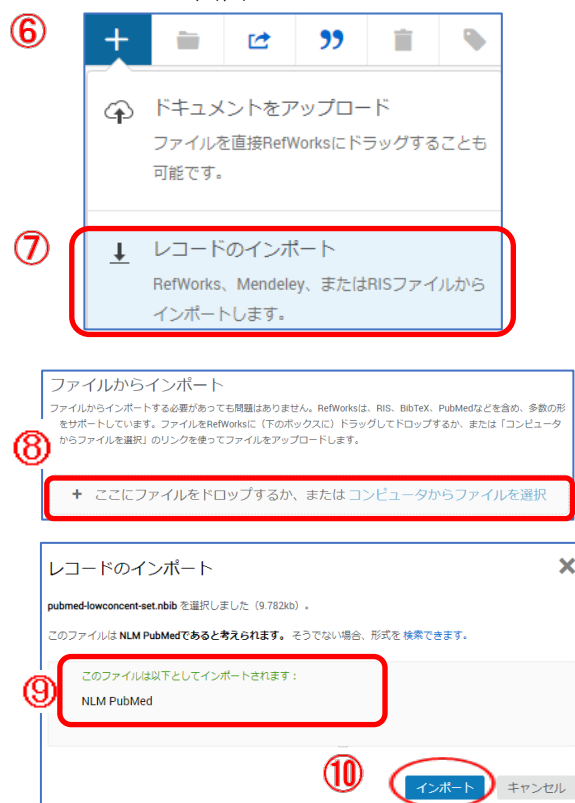 ⑥
ドキュメントをアップロード
ファイルを直接RefWorksにドラッグすることも
可能です。
⑦
レコードのインポート
RefWorks、Mendeley、またはRISファイルから
インポートします。
ファイルからインポート
ファイルからインポートする必要があっても問題はありません。RefWorksは、RIS、BibTeX、PubMedなどを含め、多数の形
をサポートしています。ファイルをRefWorksに（下のボックスに）ドラッグしてドロップするか、または「コンピュータ
からファイルを選択」のリンクを使ってファイルをアップロードします。
⑧
+ ここにファイルをドロップするか、または コンピュータからファイルを選択
レコードのインポート
pubmed-lowconcent-set.nbib を選択しました（9.782kb）。
このファイルは NLM PubMedであると考えられます。 そうでない場合、形式を 検索できます。
⑨
このファイルは以下としてインポートされます：
NLM PubMed
⑩
インポート キャンセル